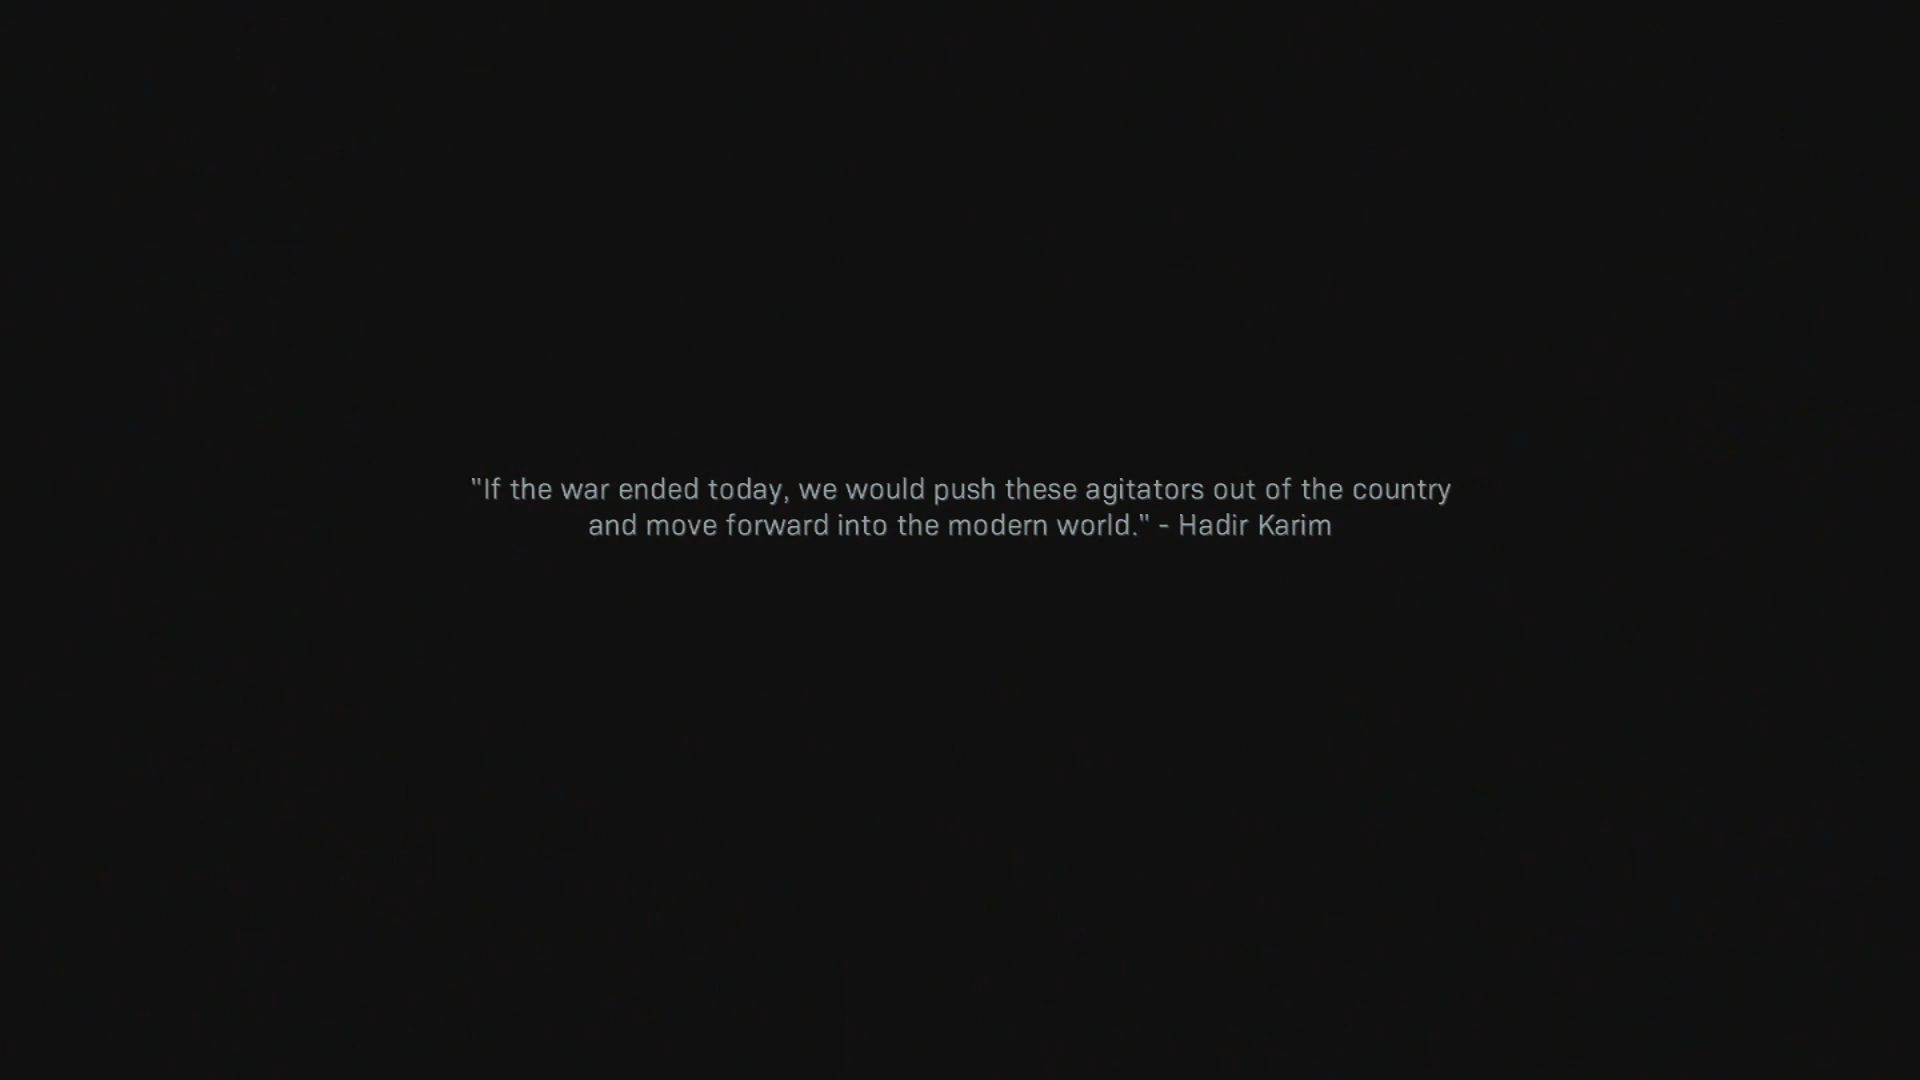 "If the war ended today, we would push these agitators out of the country
and move forward into the modern world." - Hadir Karim